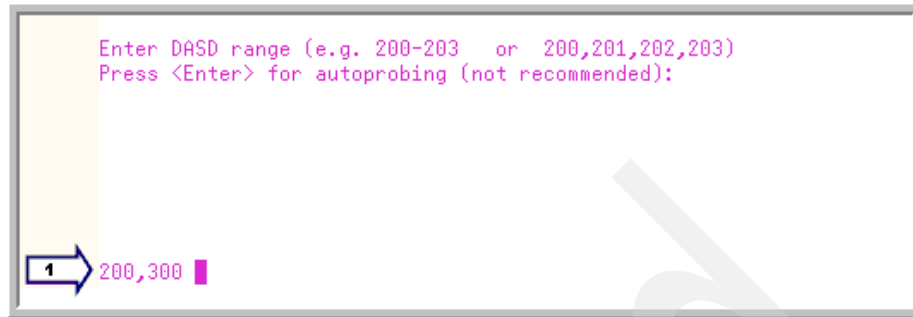 Enter DASD range (e.g. 200-203 or 200,201,202,203)
Press <Enter> for autoprobing (not recommended):
1
200,300